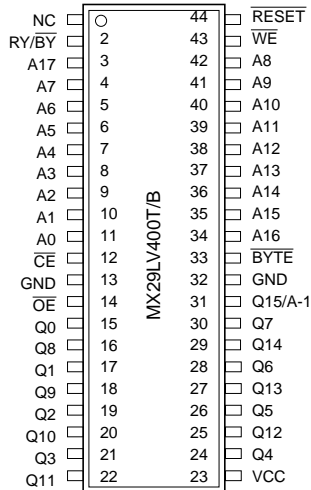 NC 44 RESET
RY/BY 2 43 WE
A17 3 42 A8
A7 4 41 A9
A6 5 40 A10
A5 6 39 A11
A4 7 38 A12
A3 8 37 A13
A2 9 36 A14
A1 10 35 A15
A0 11 34 A16
CE 12 33 BYTE
GND 13 32 GND
OE 14 31 Q15/A-1
Q0 15 30 Q7
Q8 16 29 Q14
Q1 17 28 Q6
Q9 18 27 Q13
Q2 19 26 Q5
Q10 20 25 Q12
Q3 21 24 Q4
Q11 22 23 VCC
MX29LV400T/B